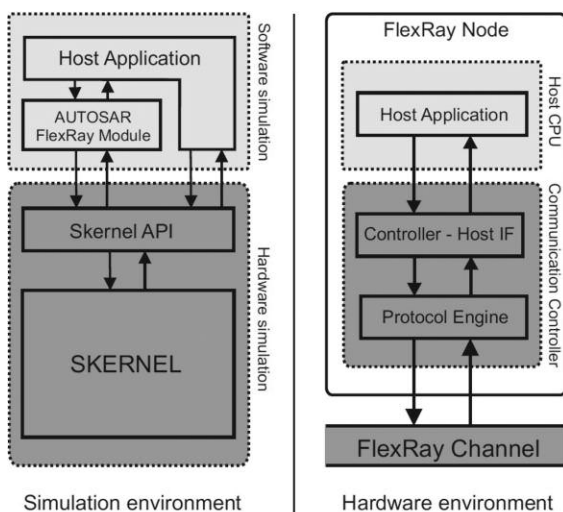 Host Application
AUTOSAR
FlexRay Module
Software simulation
Skernel API
SKERNEL
Hardware simulation
Simulation environment
FlexRay Node
Host Application
Host CPU
Controller - Host IF
Protocol Engine
Communication Controller
FlexRay Channel
Hardware environment